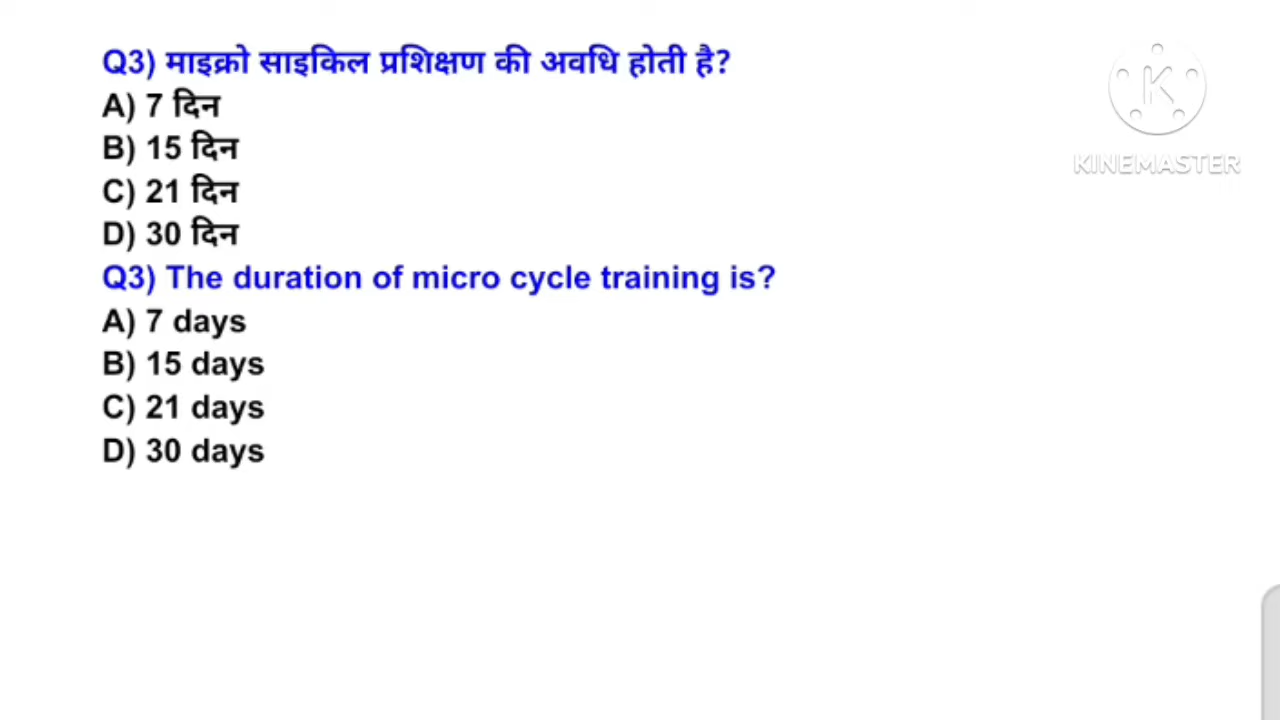 Q3) माइक्रो साइकिल प्रशिक्षण की अवधि होती है?
A) 7 दिन
B) 15 दिन
C) 21 दिन
D) 30 दिन
Q3) The duration of micro cycle training is?
A) 7 days
B) 15 days
C) 21 days
D) 30 days
K
KINEMASTER